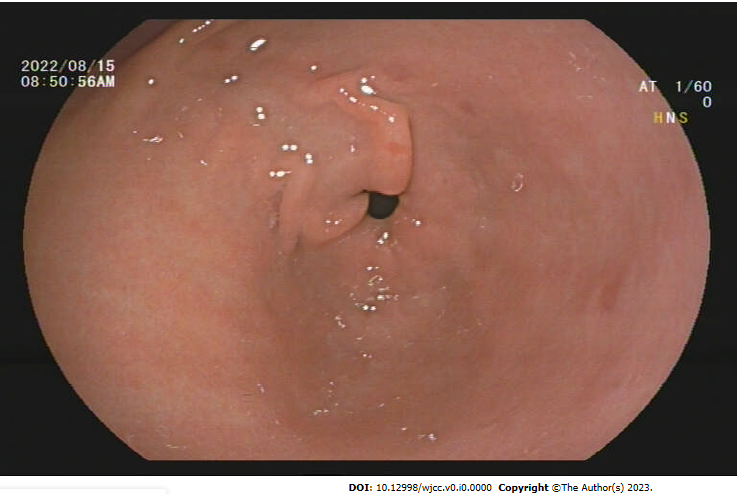 2022/08/15
08:50:56AM
AT 1/60
0
HNS
DOI: 10.12998/wjcc.v0.i0.0000 Copyright ©The Author(s) 2023.